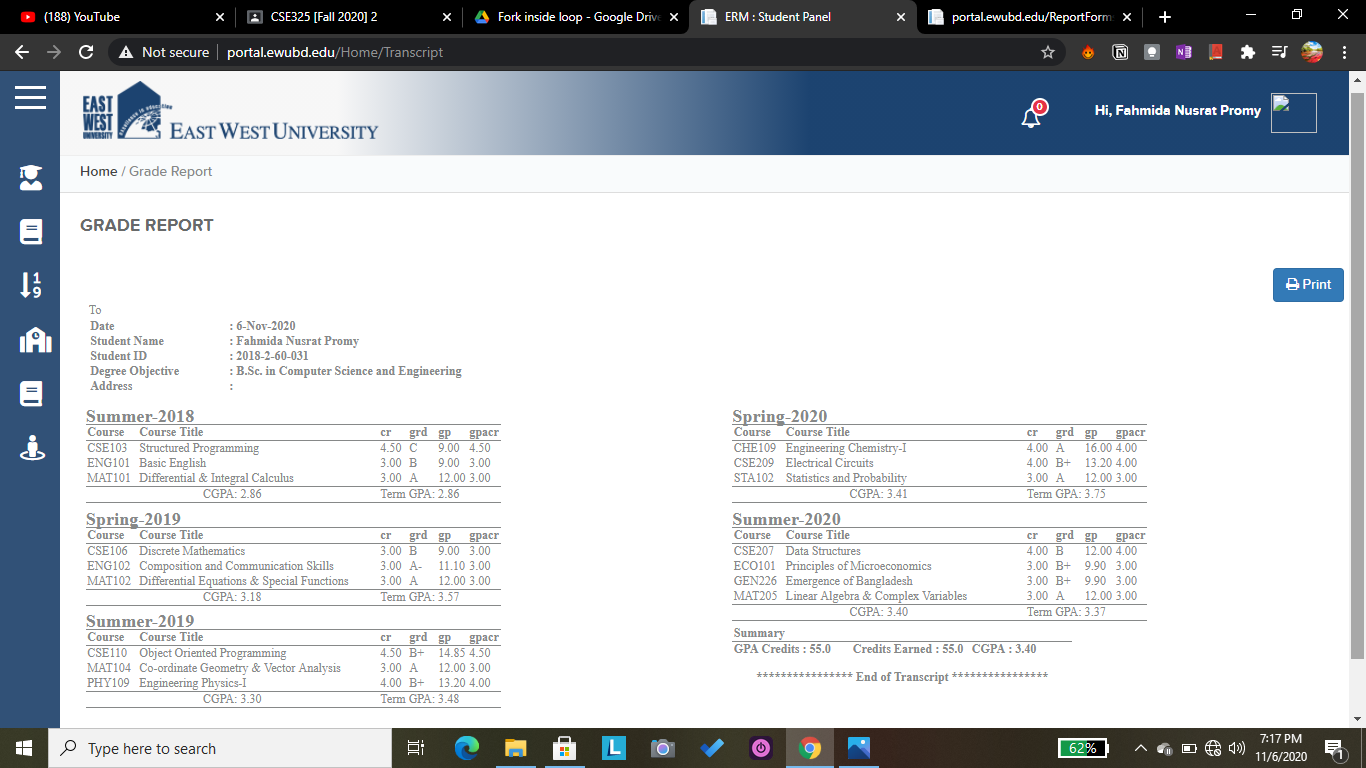 (188) YouTube
CSE325 [Fall 2020] 2
Fork inside loop - Google Drive
ERM : Student Panel
portal.ewubd.edu/ReportForm
Not secure
portal.ewubd.edu/Home/Transcript
EAST WEST UNIVERSITY
EAST WEST UNIVERSITY
0
Hi, Fahmida Nusrat Promy
Home / Grade Report
GRADE REPORT
Print
To
Date : 6-Nov-2020
Student Name : Fahmida Nusrat Promy
Student ID : 2018-2-60-031
Degree Objective : B.Sc. in Computer Science and Engineering
Address :
Summer-2018
Course Course Title cr grd gp gpacr
CSE103 Structured Programming 4.50 C 9.00 4.50
ENG101 Basic English 3.00 B 9.00 3.00
MAT101 Differential & Integral Calculus 3.00 A 12.00 3.00
CGPA: 2.86 Term GPA: 2.86
Spring-2019
Course Course Title cr grd gp gpacr
CSE106 Discrete Mathematics 3.00 B 9.00 3.00
ENG102 Composition and Communication Skills 3.00 A- 11.10 3.00
MAT102 Differential Equations & Special Functions 3.00 A 12.00 3.00
CGPA: 3.18 Term GPA: 3.57
Summer-2019
Course Course Title cr grd gp gpacr
CSE110 Object Oriented Programming 4.50 B+ 14.85 4.50
MAT104 Co-ordinate Geometry & Vector Analysis 3.00 A 12.00 3.00
PHY109 Engineering Physics-I 4.00 B+ 13.20 4.00
CGPA: 3.30 Term GPA: 3.48
Spring-2020
Course Course Title cr grd gp gpacr
CHE109 Engineering Chemistry-I 4.00 A 16.00 4.00
CSE209 Electrical Circuits 4.00 B+ 13.20 4.00
STA102 Statistics and Probability 3.00 A 12.00 3.00
CGPA: 3.41 Term GPA: 3.75
Summer-2020
Course Course Title cr grd gp gpacr
CSE207 Data Structures 4.00 B 12.00 4.00
ECO101 Principles of Microeconomics 3.00 B+ 9.90 3.00
GEN226 Emergence of Bangladesh 3.00 B+ 9.90 3.00
MAT205 Linear Algebra & Complex Variables 3.00 A 12.00 3.00
CGPA: 3.40 Term GPA: 3.37
Summary
GPA Credits : 55.0 Credits Earned : 55.0 CGPA : 3.40
**************** End of Transcript ****************
Type here to search
62%
7:17 PM
11/6/2020
1